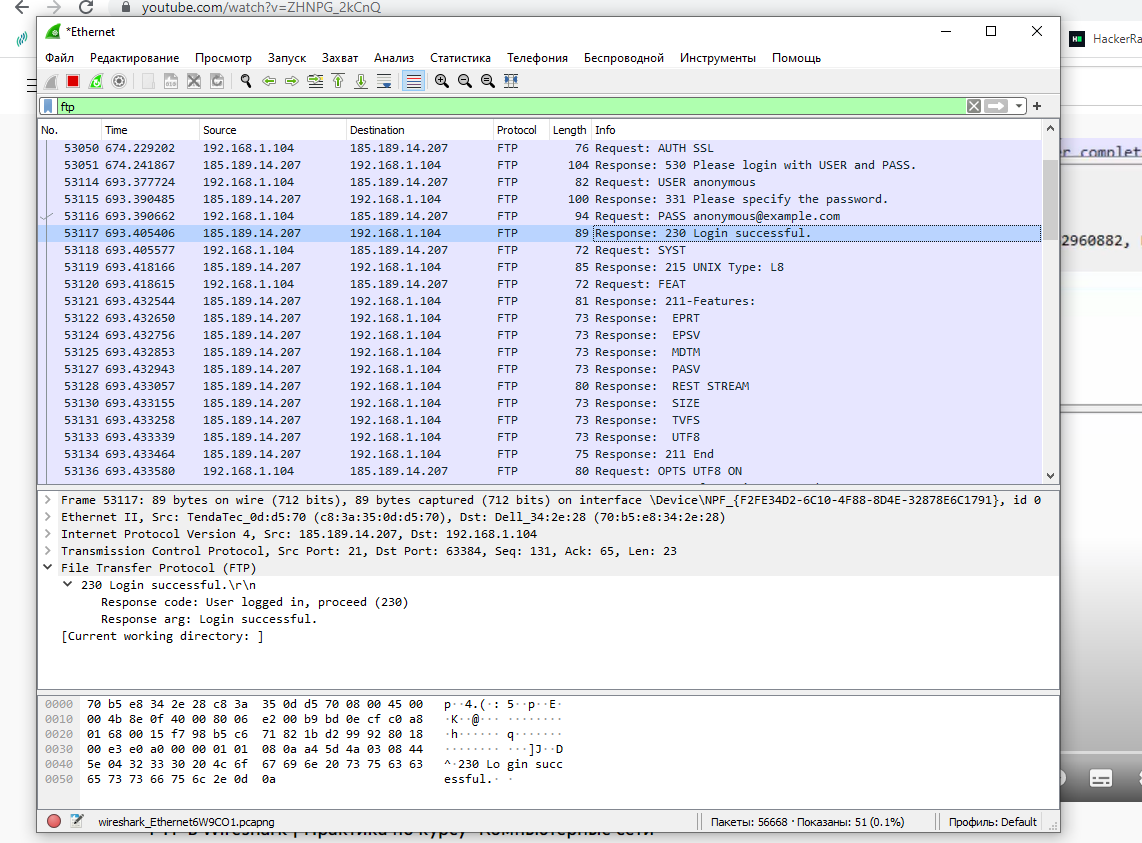 youtube.com/watch?v=ZHNPG_2kCnQ
*Ethernet
HackerRa
Файл Редактирование Просмотр Запуск Захват Анализ Статистика Телефония Беспроводной Инструменты Помощь
ftp
No. Time Source Destination Protocol Length Info
53050 674.229202 192.168.1.104 185.189.14.207 FTP 76 Request: AUTH SSL
53051 674.241867 185.189.14.207 192.168.1.104 FTP 104 Response: 530 Please login with USER and PASS.
53114 693.377724 192.168.1.104 185.189.14.207 FTP 82 Request: USER anonymous
53115 693.390485 185.189.14.207 192.168.1.104 FTP 100 Response: 331 Please specify the password.
53116 693.390662 192.168.1.104 185.189.14.207 FTP 94 Request: PASS anonymous@example.com
53117 693.405406 185.189.14.207 192.168.1.104 FTP 89 Response: 230 Login successful.
53118 693.405577 192.168.1.104 185.189.14.207 FTP 72 Request: SYST
53119 693.418166 185.189.14.207 192.168.1.104 FTP 85 Response: 215 UNIX Type: L8
53120 693.418615 192.168.1.104 185.189.14.207 FTP 72 Request: FEAT
53121 693.432544 185.189.14.207 192.168.1.104 FTP 81 Response: 211-Features:
53122 693.432650 185.189.14.207 192.168.1.104 FTP 73 Response: EPRT
53124 693.432756 185.189.14.207 192.168.1.104 FTP 73 Response: EPSV
53125 693.432853 185.189.14.207 192.168.1.104 FTP 73 Response: MDTM
53127 693.432943 185.189.14.207 192.168.1.104 FTP 73 Response: PASV
53128 693.433057 185.189.14.207 192.168.1.104 FTP 80 Response: REST STREAM
53130 693.433155 185.189.14.207 192.168.1.104 FTP 73 Response: SIZE
53131 693.433258 185.189.14.207 192.168.1.104 FTP 73 Response: TVFS
53133 693.433339 185.189.14.207 192.168.1.104 FTP 73 Response: UTF8
53134 693.433464 185.189.14.207 192.168.1.104 FTP 75 Response: 211 End
53136 693.433580 192.168.1.104 185.189.14.207 FTP 80 Request: OPTS UTF8 ON
r complet
2960882,
Frame 53117: 89 bytes on wire (712 bits), 89 bytes captured (712 bits) on interface \Device\NPF_{F2FE34D2-6C10-4F88-8D4E-32878E6C1791}, id 0
Ethernet II, Src: TendaTec_0d:d5:70 (c8:3a:35:0d:d5:70), Dst: Dell_34:2e:28 (70:b5:e8:34:2e:28)
Internet Protocol Version 4, Src: 185.189.14.207, Dst: 192.168.1.104
Transmission Control Protocol, Src Port: 21, Dst Port: 63384, Seq: 131, Ack: 65, Len: 23
File Transfer Protocol (FTP)
230 Login successful.\r\n
Response code: User logged in, proceed (230)
Response arg: Login successful.
[Current working directory: ]
0000 70 b5 e8 34 2e 28 c8 3a 35 0d d5 70 08 00 45 00 p··4.(·: 5··p··E·
0010 00 4b 8e 0f 40 00 80 06 e2 00 b9 bd 0e cf c0 a8 ·K··@··· ········
0020 01 68 00 15 f7 98 b5 c6 71 82 1b d2 99 92 80 18 ·h······ q·······
0030 00 e3 e0 a0 00 00 01 01 08 0a a4 5d 4a 03 08 44 ········ ···]J··D
0040 5e 04 32 33 30 20 4c 6f 67 69 6e 20 73 75 63 63 ^·230 Lo gin succ
0050 65 73 73 66 75 6c 2e 0d 0a essful.· ·
wireshark_Ethernet6W9CO1.pcapng Пакеты: 56668 · Показаны: 51 (0.1%) Профиль: Default